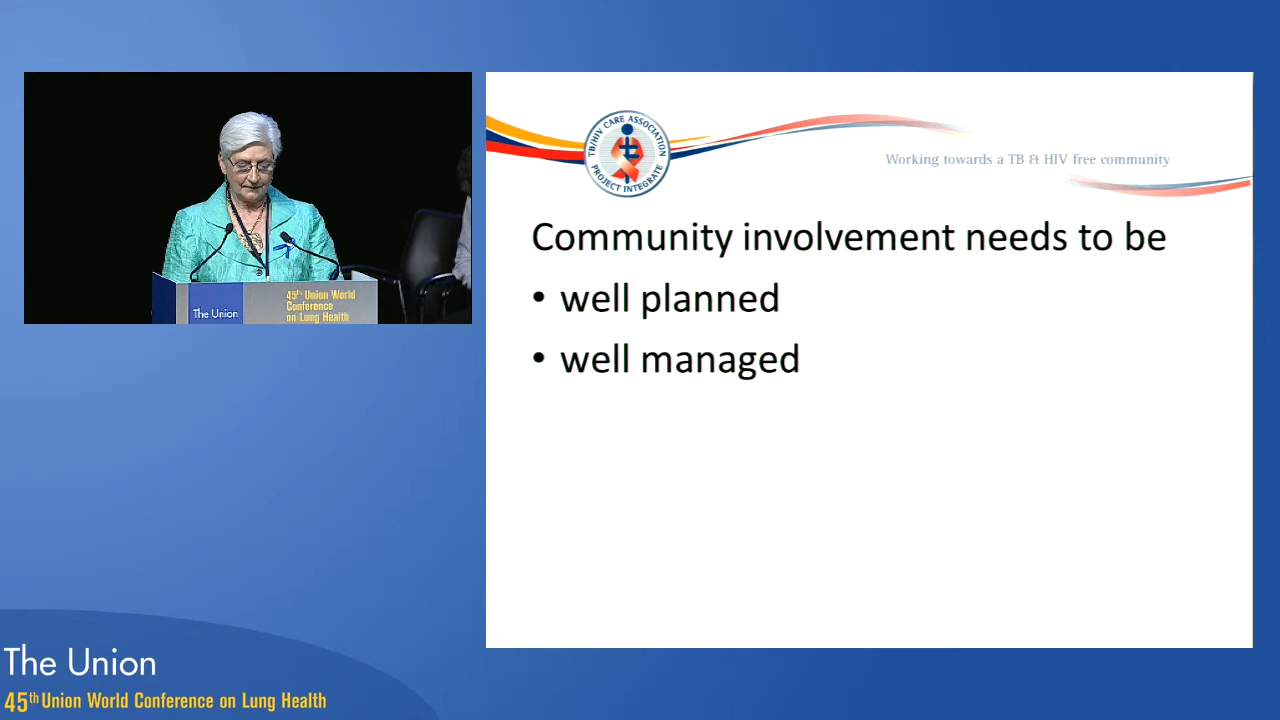 The Union
45th Union World
Conference
on Lung Health
TB/HIV CARE ASSOCIATION
PROJECT INTEGRATE
Working towards a TB & HIV free community
Community involvement needs to be
• well planned
• well managed
The Union
45th Union World Conference on Lung Health